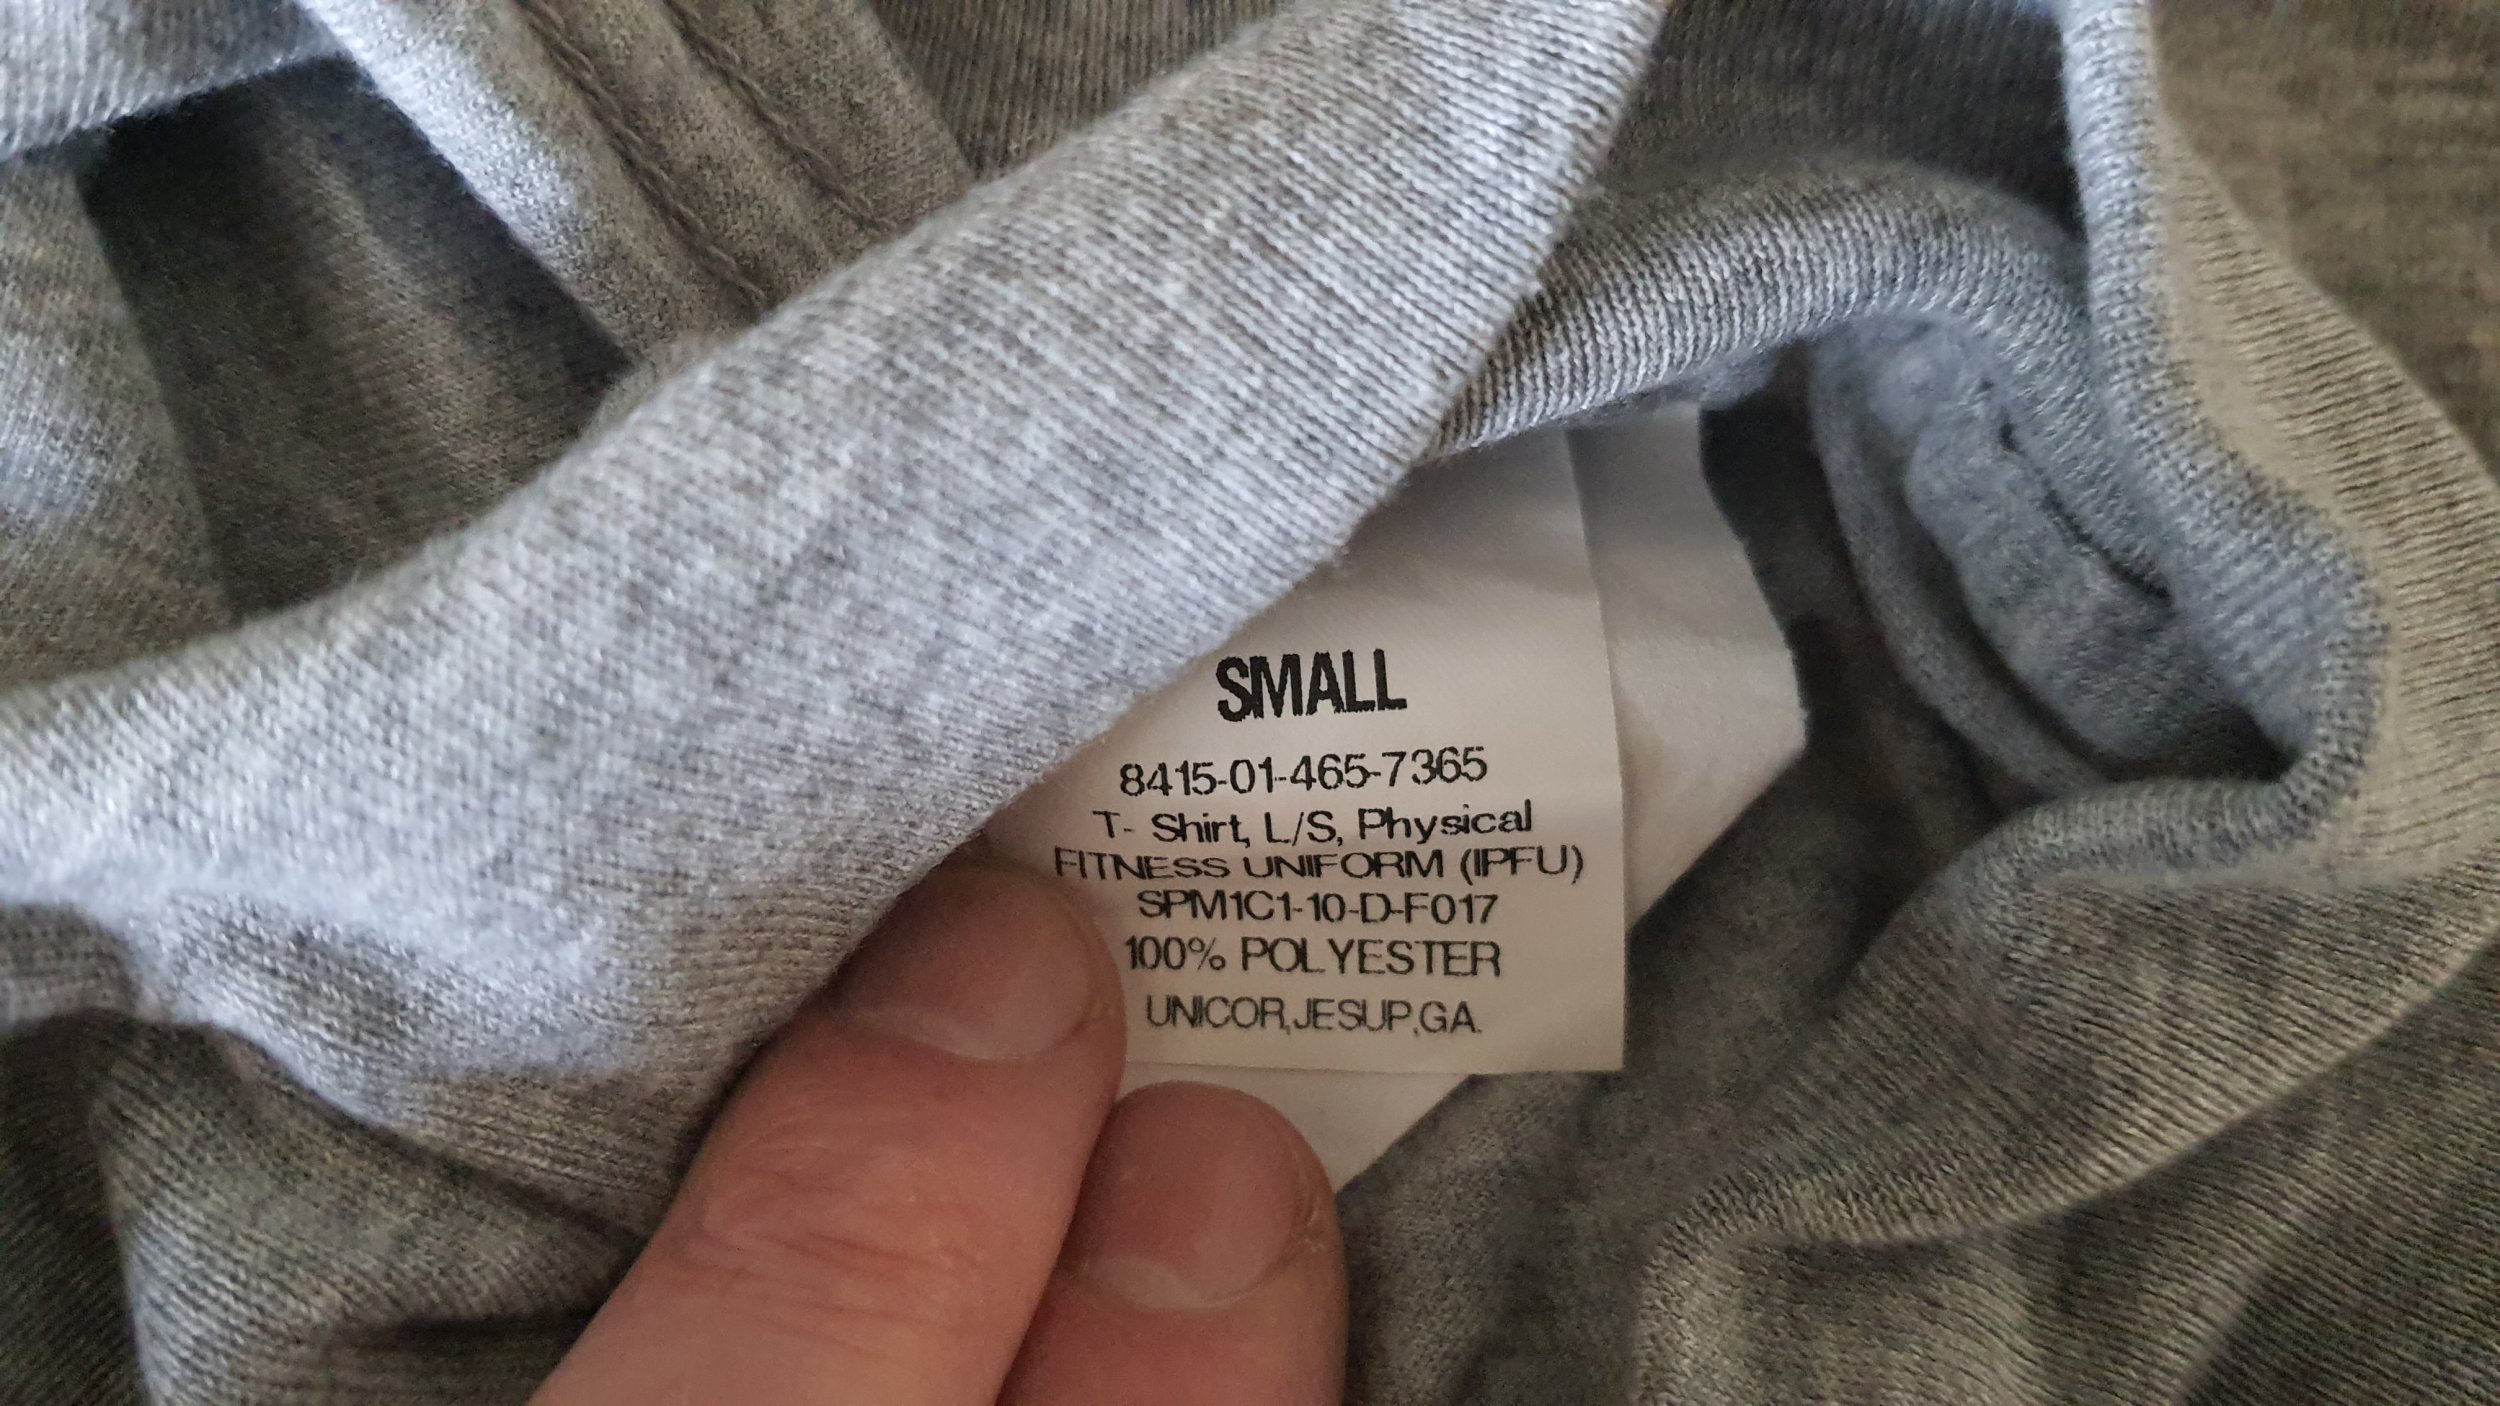 SMALL
8415-01-465-7365
T- Shirt, L/S, Physical
FITNESS UNIFORM (IPFU)
SPM1C1-10-D-F017
100% POLYESTER
UNICOR,JESUP,GA.